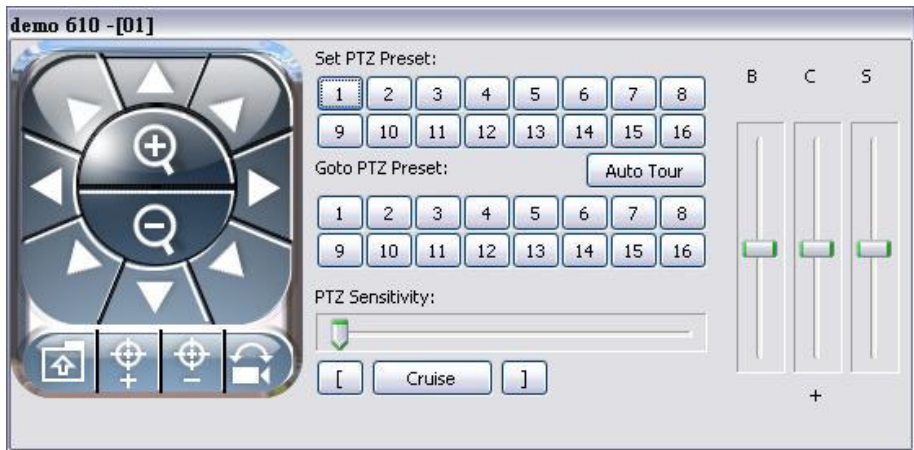 demo 610 -[01]
Set PTZ Preset:
1 2 3 4 5 6 7 8
9 10 11 12 13 14 15 16
Goto PTZ Preset:
Auto Tour
1 2 3 4 5 6 7 8
9 10 11 12 13 14 15 16
PTZ Sensitivity:
[ Cruise ]
B C S
+